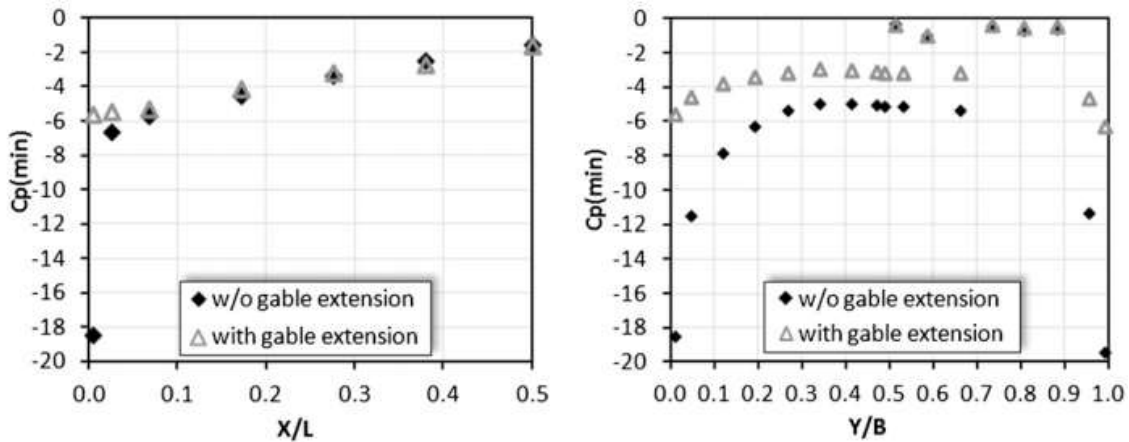 0
-2
-4
-6
-8
-10
-12
-14
-16
-18
-20
Cp(min)
w/o gable extension
with gable extension
0.0 0.1 0.2 0.3 0.4 0.5
X/L
0
-2
-4
-6
-8
-10
-12
-14
-16
-18
-20
Cp(min)
w/o gable extension
with gable extension
0.0 0.1 0.2 0.3 0.4 0.5 0.6 0.7 0.8 0.9 1.0
Y/B